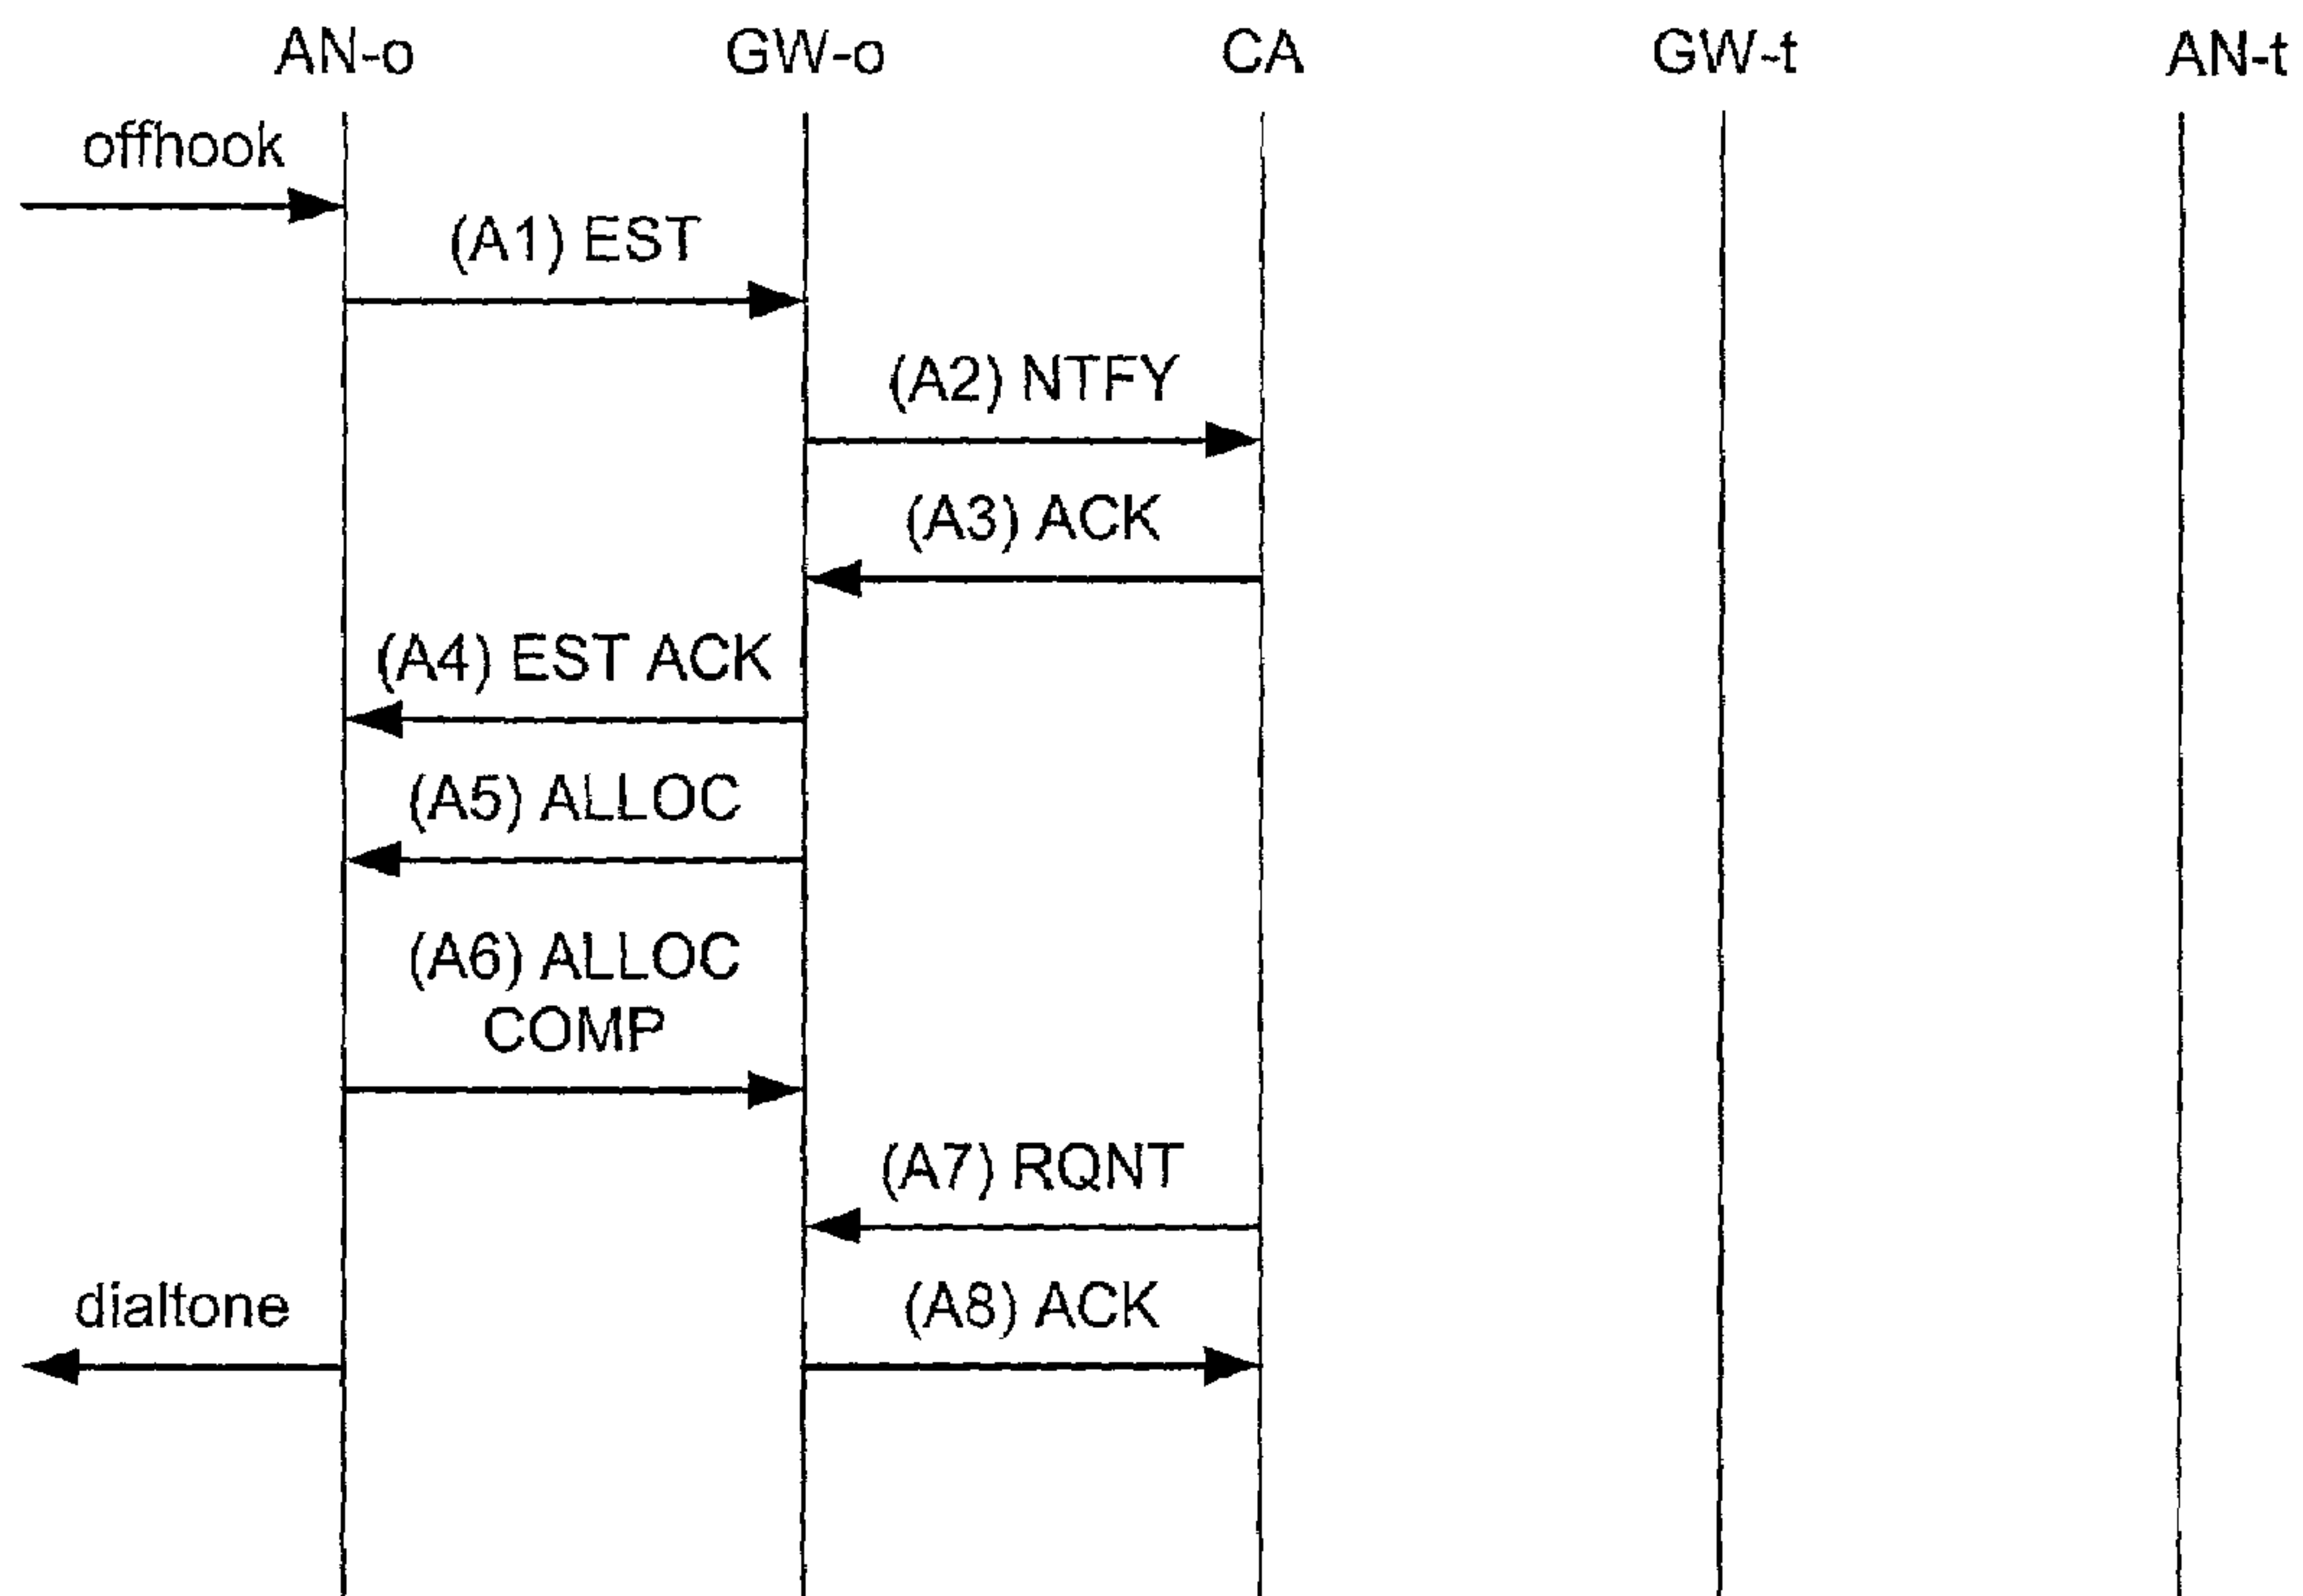 AN-o GW-o CA GW-t AN-t
offhook
(A1) EST
(A2) NTFY
(A3) ACK
(A4) EST ACK
(A5) ALLOC
(A6) ALLOC
COMP
(A7) RQNT
dialtone
(A8) ACK